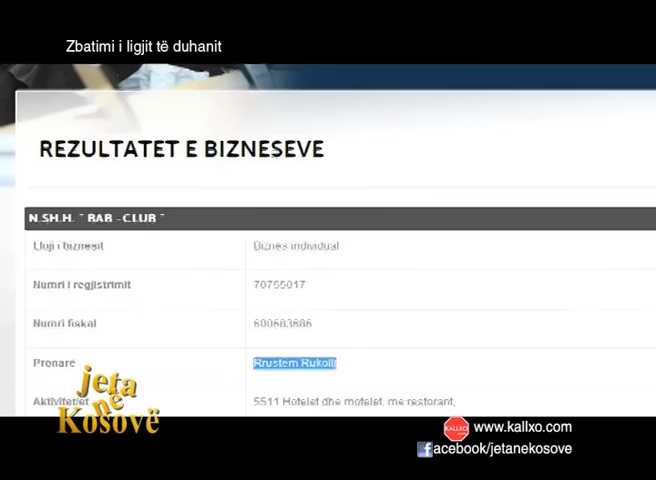 Zbatimi i ligjit të duhanit
REZULTATET E BIZNESEVE
N.SH.H. " BAB - CLUB "
Lloji i biznesit Biznes individual
Numri i regjistrimit 70755017
Numri fiskal 600683686
Pronarë Rrustem Rukolli
Aktivitetet 5511 Hotelet dhe motelet, me restorant,
jeta
në
Kosovë
KALLXO
www.kallxo.com
facebook/jetanekosove